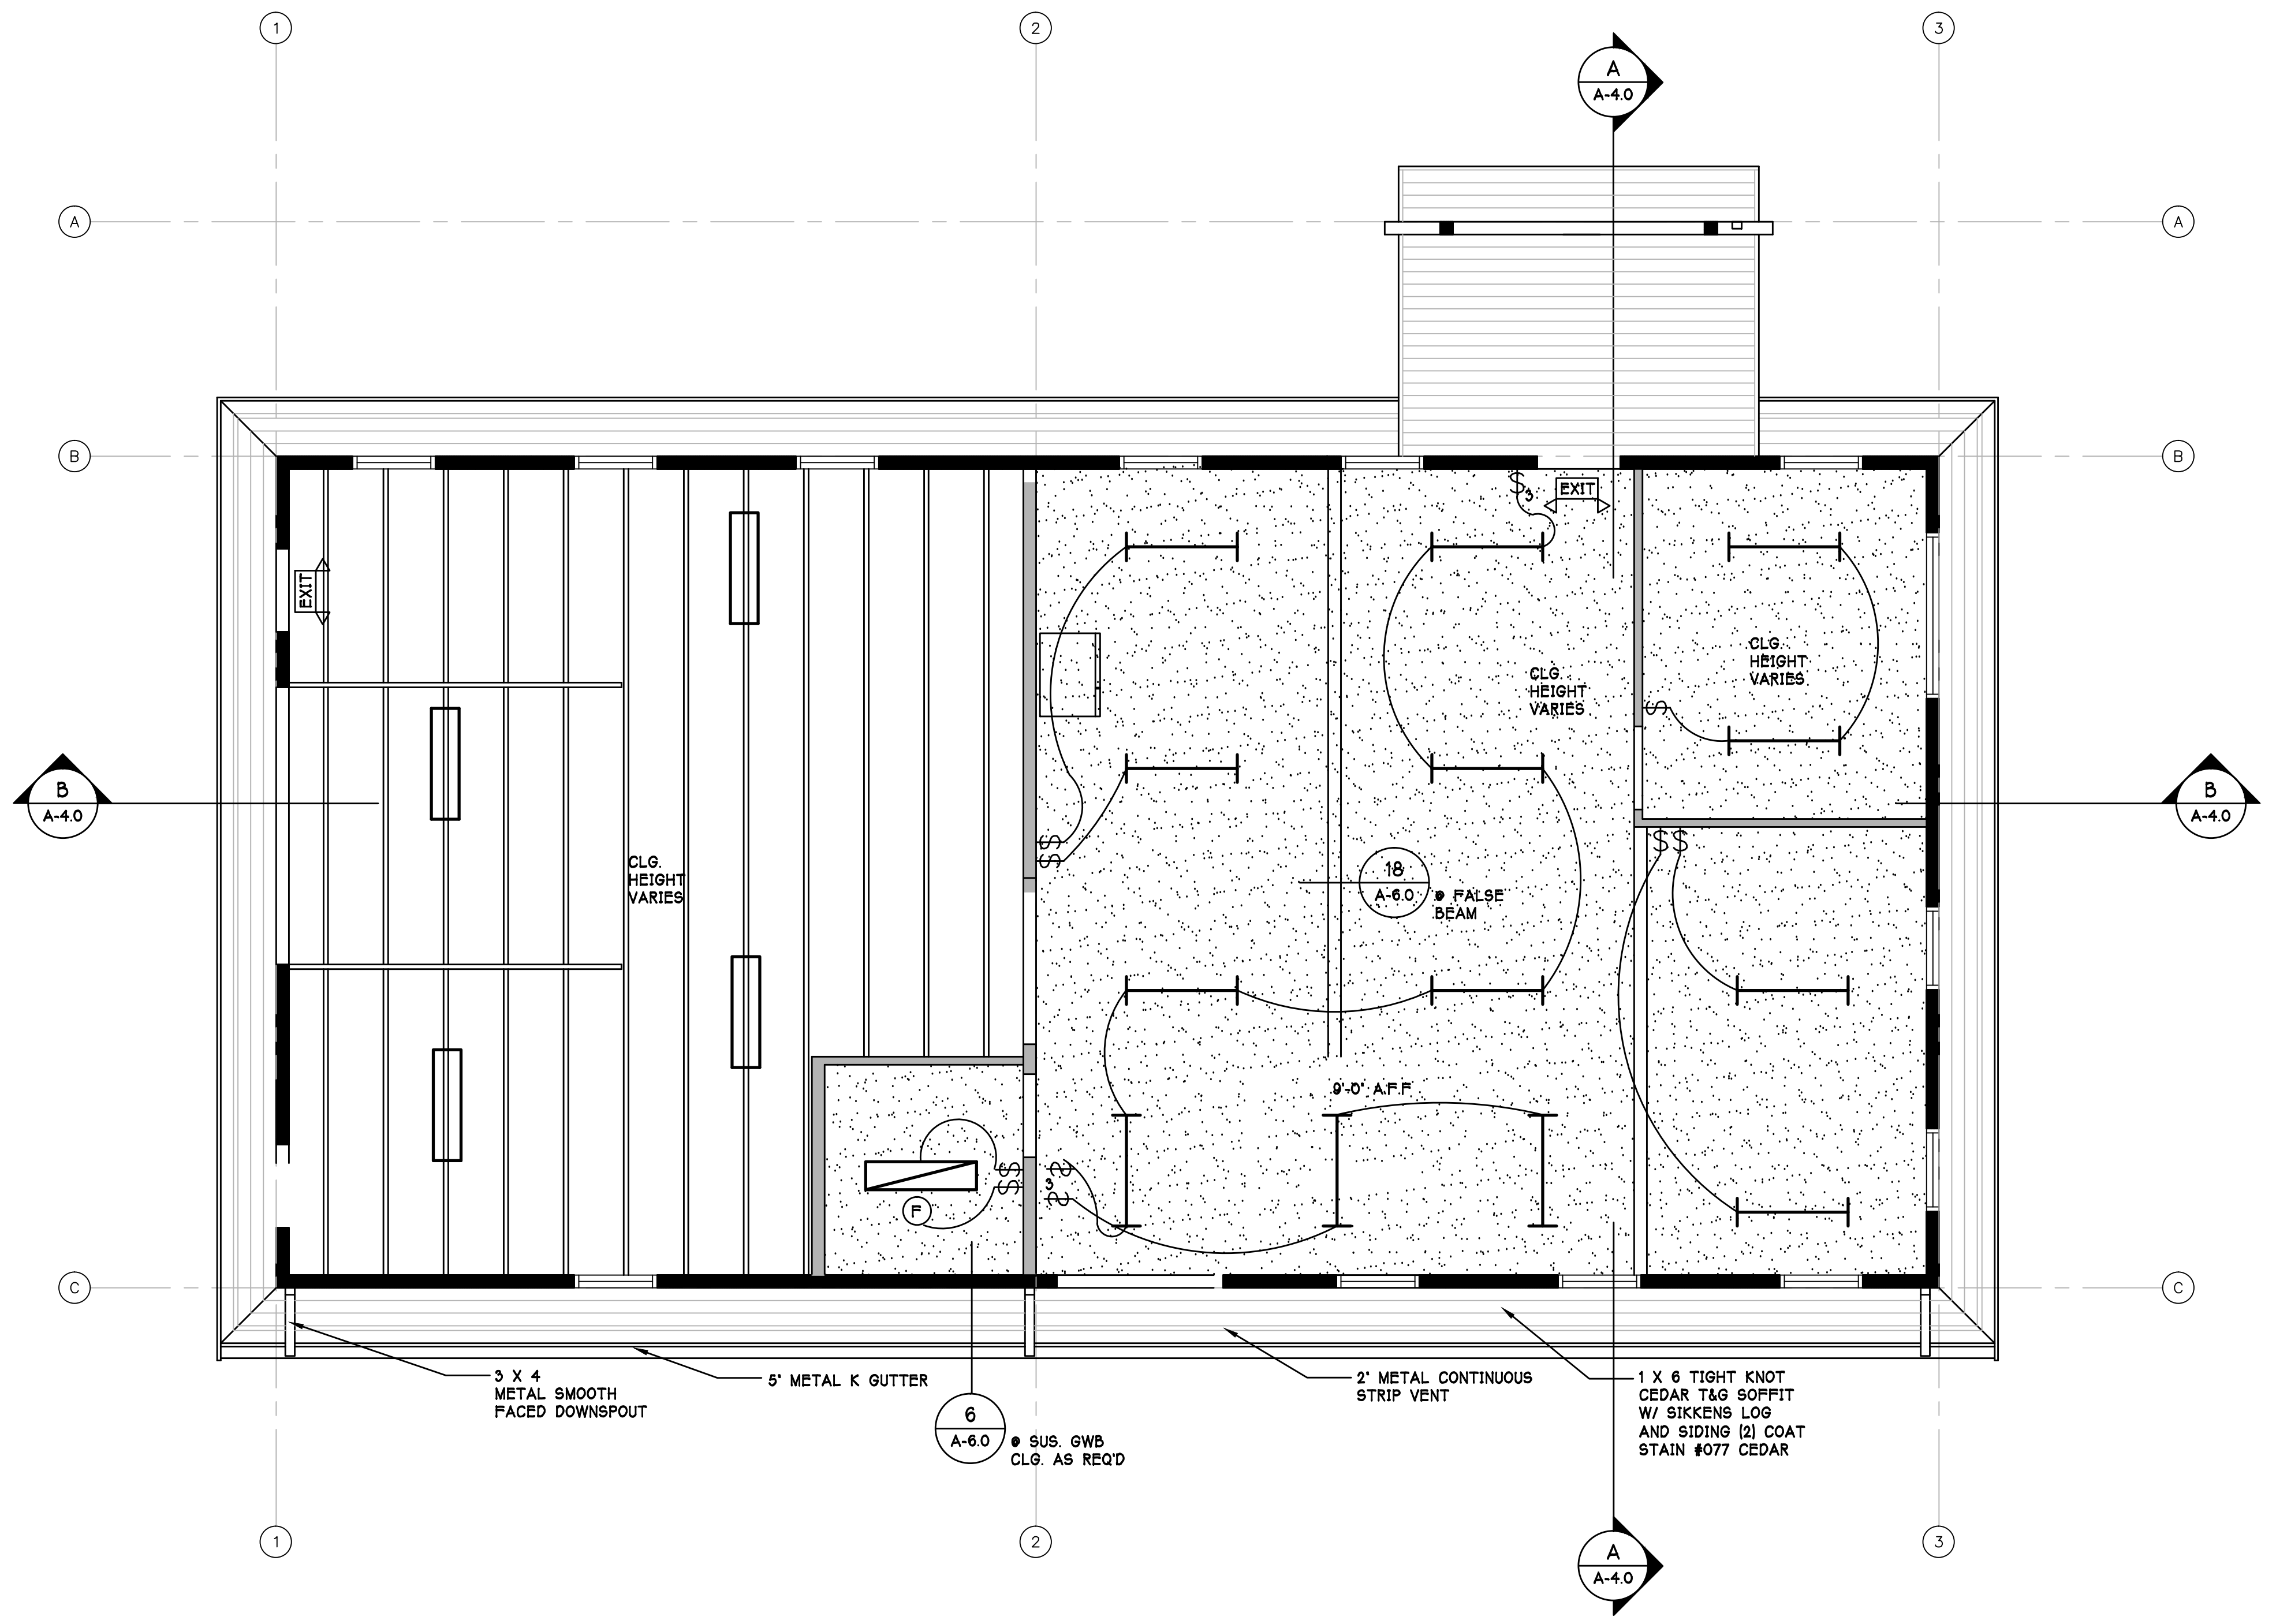 1
2
3
A
A-4.0
A
A
B
B
$
3
EXIT
EXIT
CLG.
HEIGHT
VARIES
CLG.
HEIGHT
VARIES
$
B
A-4.0
B
A-4.0
$$
$$
CLG.
HEIGHT
VARIES
18
A-6.0
@ FALSE
BEAM
9'-0" A.F.F
$
$
3
$
$
F
C
C
3 X 4
METAL SMOOTH
FACED DOWNSPOUT
5" METAL K GUTTER
6
A-6.0
@ SUS. GWB
CLG. AS REQ'D
2" METAL CONTINUOUS
STRIP VENT
1 X 6 TIGHT KNOT
CEDAR T&G SOFFIT
W/ SIKKENS LOG
AND SIDING (2) COAT
STAIN #077 CEDAR
1
2
3
A
A-4.0